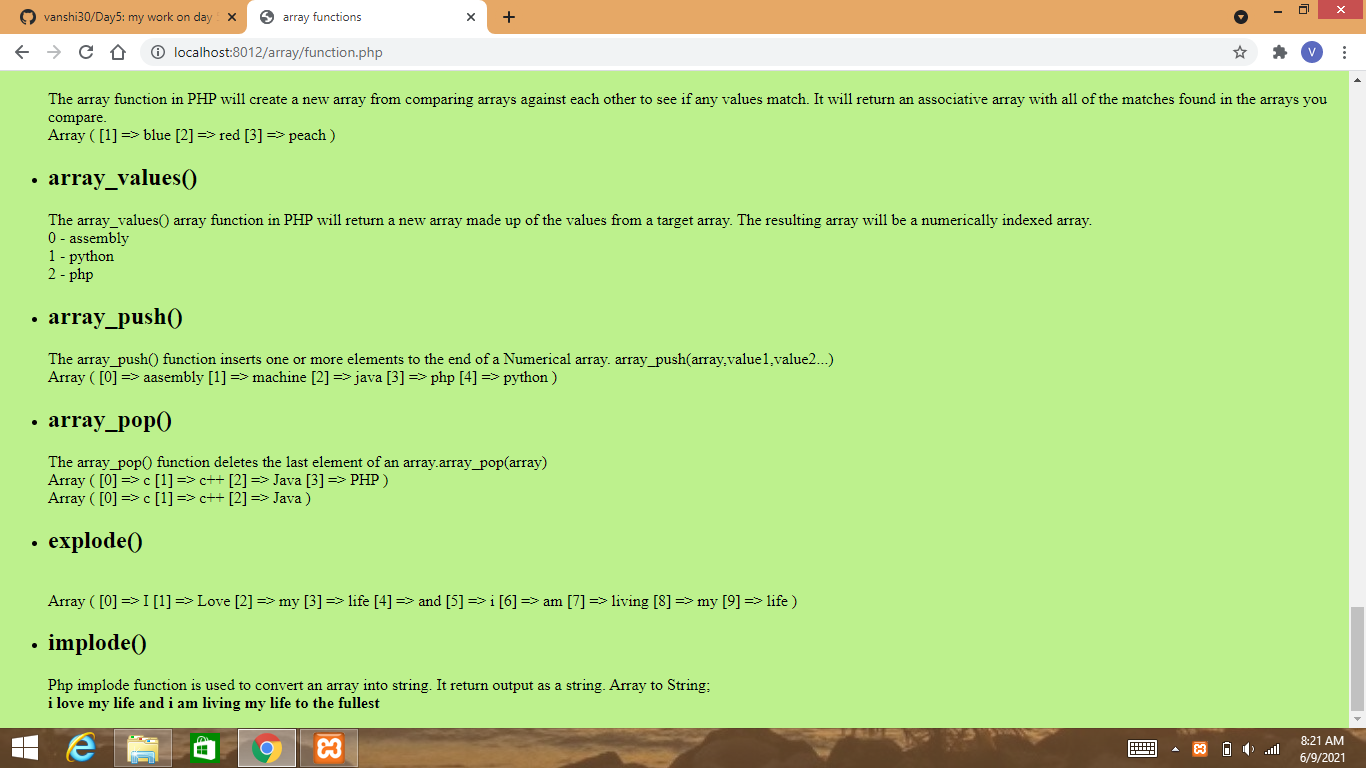 vanshi30/Day5: my work on day
array functions
localhost:8012/array/function.php
V
The array function in PHP will create a new array from comparing arrays against each other to see if any values match. It will return an associative array with all of the matches found in the arrays you
compare.
Array ( [1] => blue [2] => red [3] => peach )
array_values()
The array_values() array function in PHP will return a new array made up of the values from a target array. The resulting array will be a numerically indexed array.
0 - assembly
1 - python
2 - php
array_push()
The array_push() function inserts one or more elements to the end of a Numerical array. array_push(array,value1,value2...)
Array ( [0] => aasembly [1] => machine [2] => java [3] => php [4] => python )
array_pop()
The array_pop() function deletes the last element of an array.array_pop(array)
Array ( [0] => c [1] => c++ [2] => Java [3] => PHP )
Array ( [0] => c [1] => c++ [2] => Java )
explode()
Array ( [0] => I [1] => Love [2] => my [3] => life [4] => and [5] => i [6] => am [7] => living [8] => my [9] => life )
implode()
Php implode function is used to convert an array into string. It return output as a string. Array to String;
i love my life and i am living my life to the fullest
8:21 AM
6/9/2021